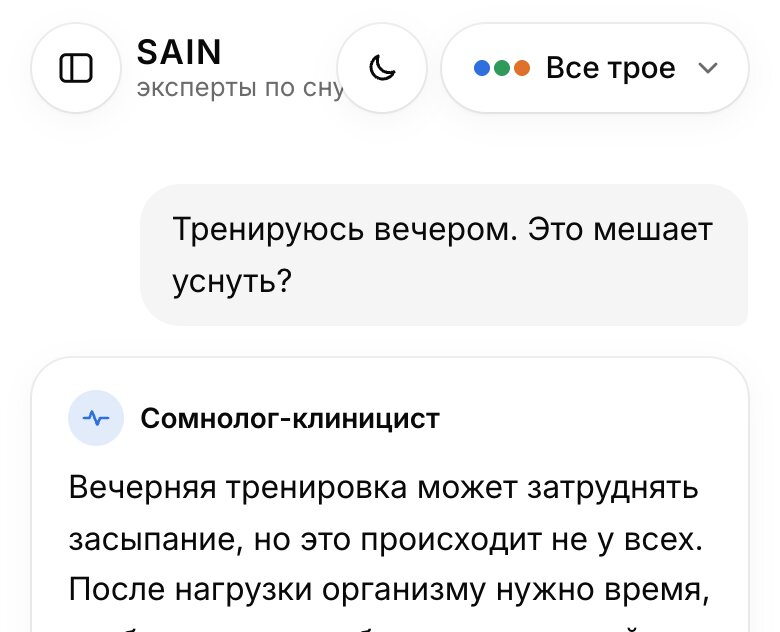 SAIN
эксперты по сну
Все трое
Тренируюсь вечером. Это мешает
уснуть?
Сомнолог-клиницист
Вечерняя тренировка может затруднять
засыпание, но это происходит не у всех.
После нагрузки организму нужно время,